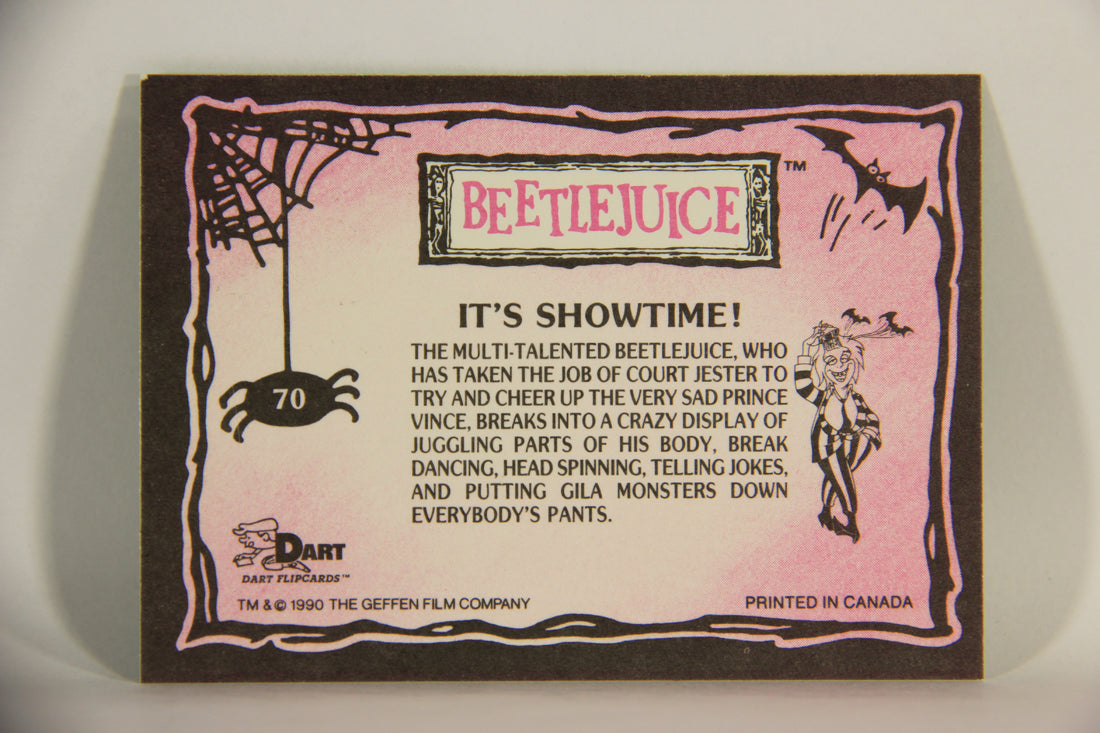 BEETLEJUICE ™
IT'S SHOWTIME!
THE MULTI-TALENTED BEETLEJUICE, WHO
HAS TAKEN THE JOB OF COURT JESTER TO
TRY AND CHEER UP THE VERY SAD PRINCE
VINCE, BREAKS INTO A CRAZY DISPLAY OF
JUGGLING PARTS OF HIS BODY, BREAK
DANCING, HEAD SPINNING, TELLING JOKES,
AND PUTTING GILA MONSTERS DOWN
EVERYBODY'S PANTS.
70
DART
DART FLIPCARDS™
TM & © 1990 THE GEFFEN FILM COMPANY
PRINTED IN CANADA